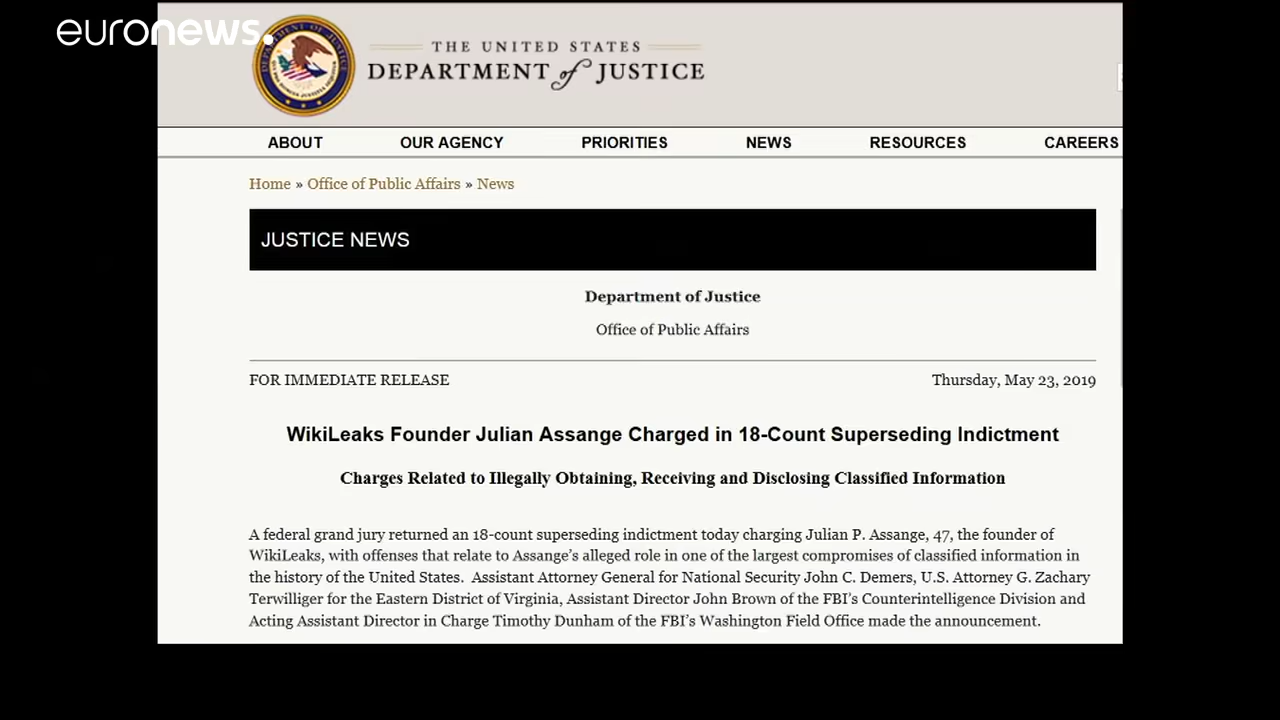 euronews.
THE UNITED STATES
DEPARTMENT of JUSTICE
ABOUT OUR AGENCY PRIORITIES NEWS RESOURCES CAREERS
Home » Office of Public Affairs » News
JUSTICE NEWS
Department of Justice
Office of Public Affairs
FOR IMMEDIATE RELEASE Thursday, May 23, 2019
WikiLeaks Founder Julian Assange Charged in 18-Count Superseding Indictment
Charges Related to Illegally Obtaining, Receiving and Disclosing Classified Information
A federal grand jury returned an 18-count superseding indictment today charging Julian P. Assange, 47, the founder of
WikiLeaks, with offenses that relate to Assange’s alleged role in one of the largest compromises of classified information in
the history of the United States.  Assistant Attorney General for National Security John C. Demers, U.S. Attorney G. Zachary
Terwilliger for the Eastern District of Virginia, Assistant Director John Brown of the FBI’s Counterintelligence Division and
Acting Assistant Director in Charge Timothy Dunham of the FBI’s Washington Field Office made the announcement.